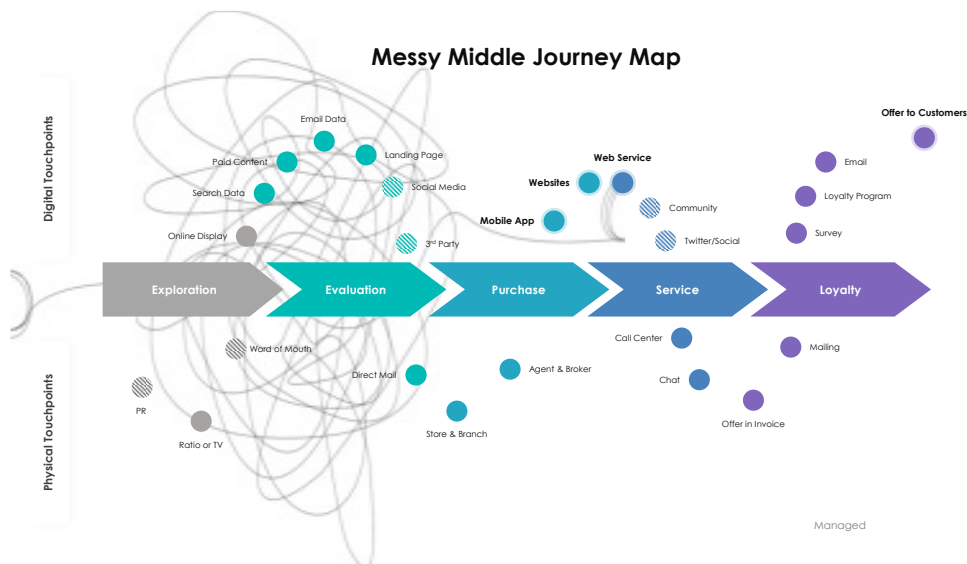 Messy Middle Journey Map
Digital Touchpoints
Offer to Customers
Email Data
Paid Content
Landing Page
Web Service
Email
Search Data
Social Media
Websites
Loyalty Program
Mobile App
Community
Online Display
3rd Party
Twitter/Social
Survey
Exploration
Evaluation
Purchase
Service
Loyalty
Physical Touchpoints
Word of Mouth
Call Center
Mailing
Direct Mail
Agent & Broker
Chat
PR
Ratio or TV
Store & Branch
Offer in Invoice
Managed